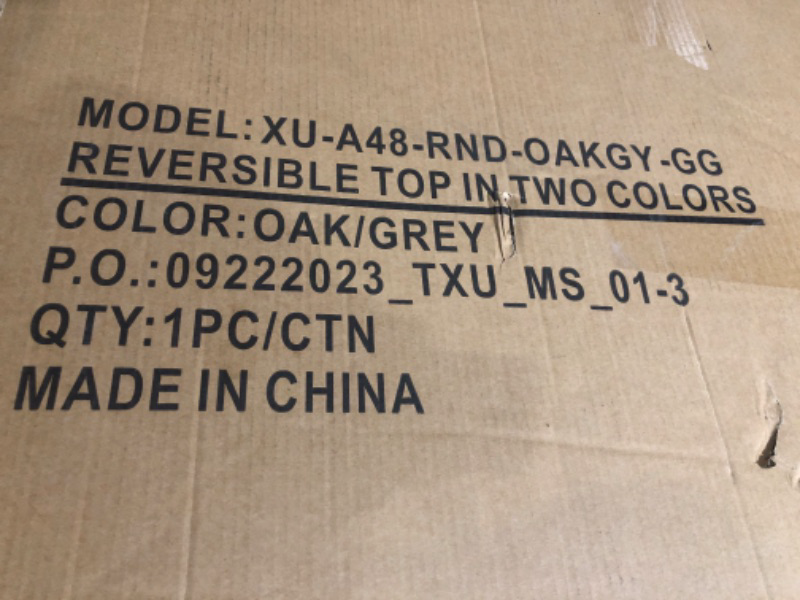 MODEL: XU-A48-RND-OAKGY-GG
REVERSIBLE TOP IN TWO COLORS
COLOR: OAK/GREY
P.O.: 09222023_TXU_MS_01-3
QTY: 1PC/CTN
MADE IN CHINA